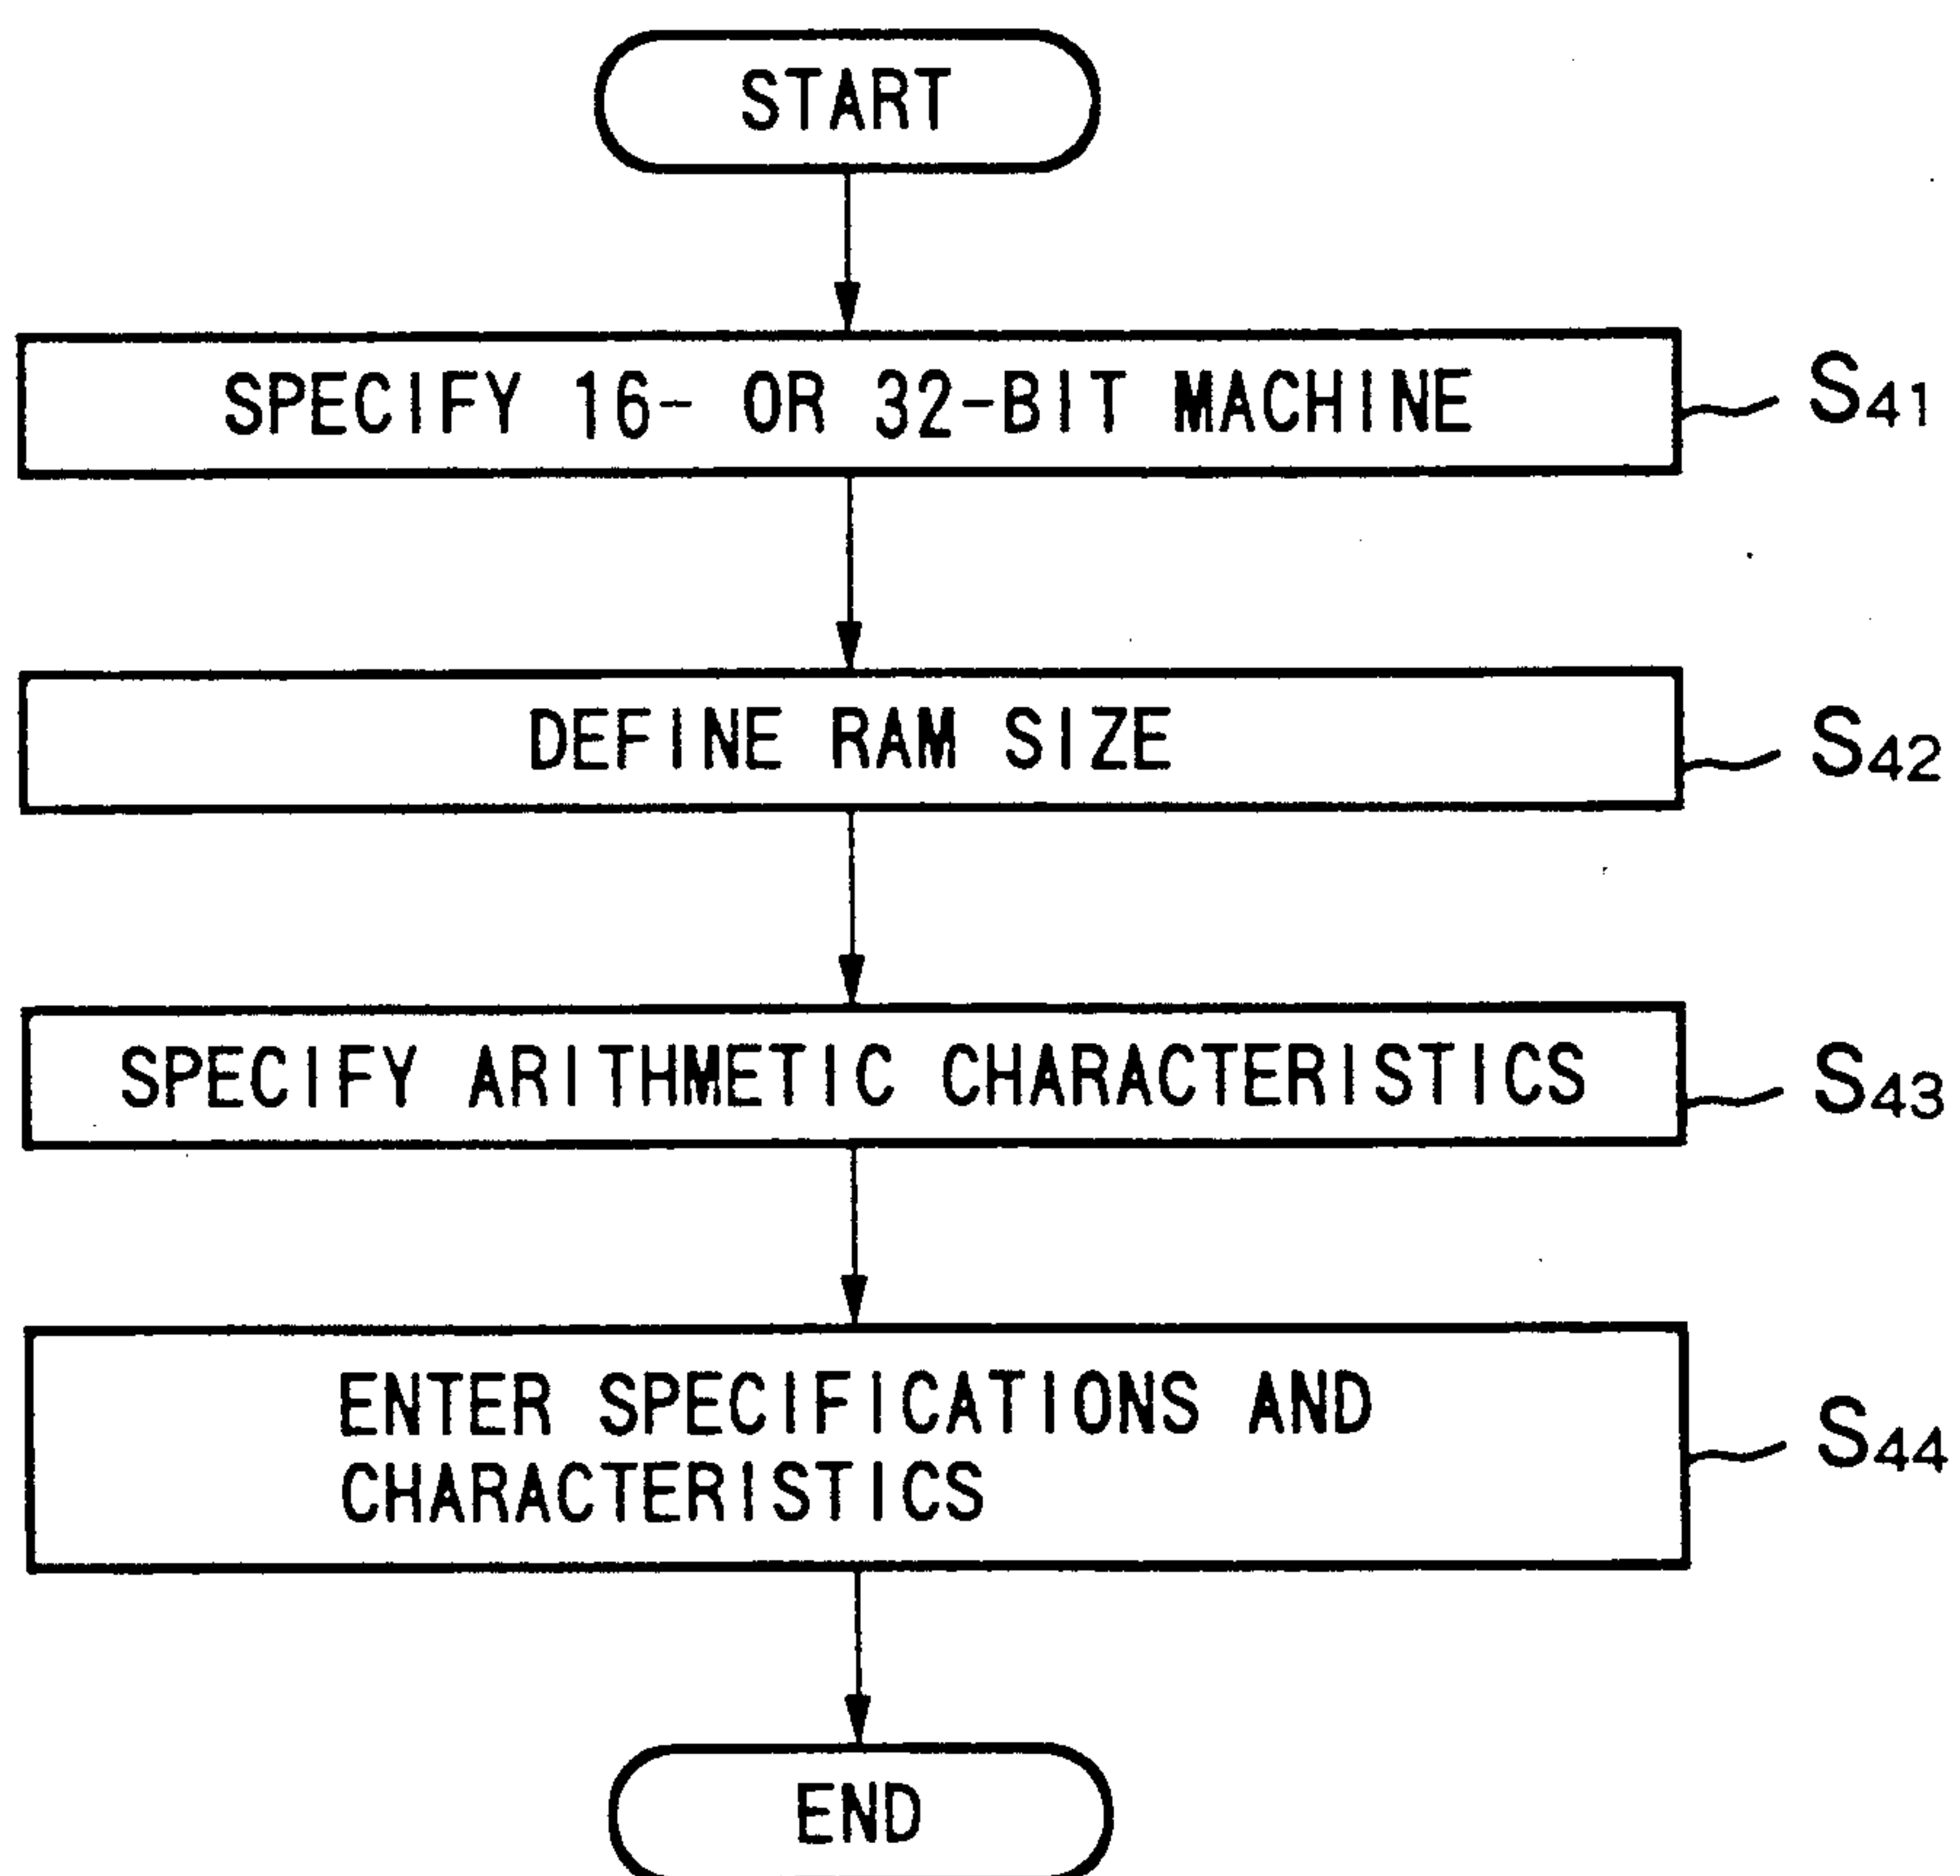 START
SPECIFY 16- OR 32-BIT MACHINE
S41
DEFINE RAM SIZE
S42
SPECIFY ARITHMETIC CHARACTERISTICS
S43
ENTER SPECIFICATIONS AND
CHARACTERISTICS
S44
END